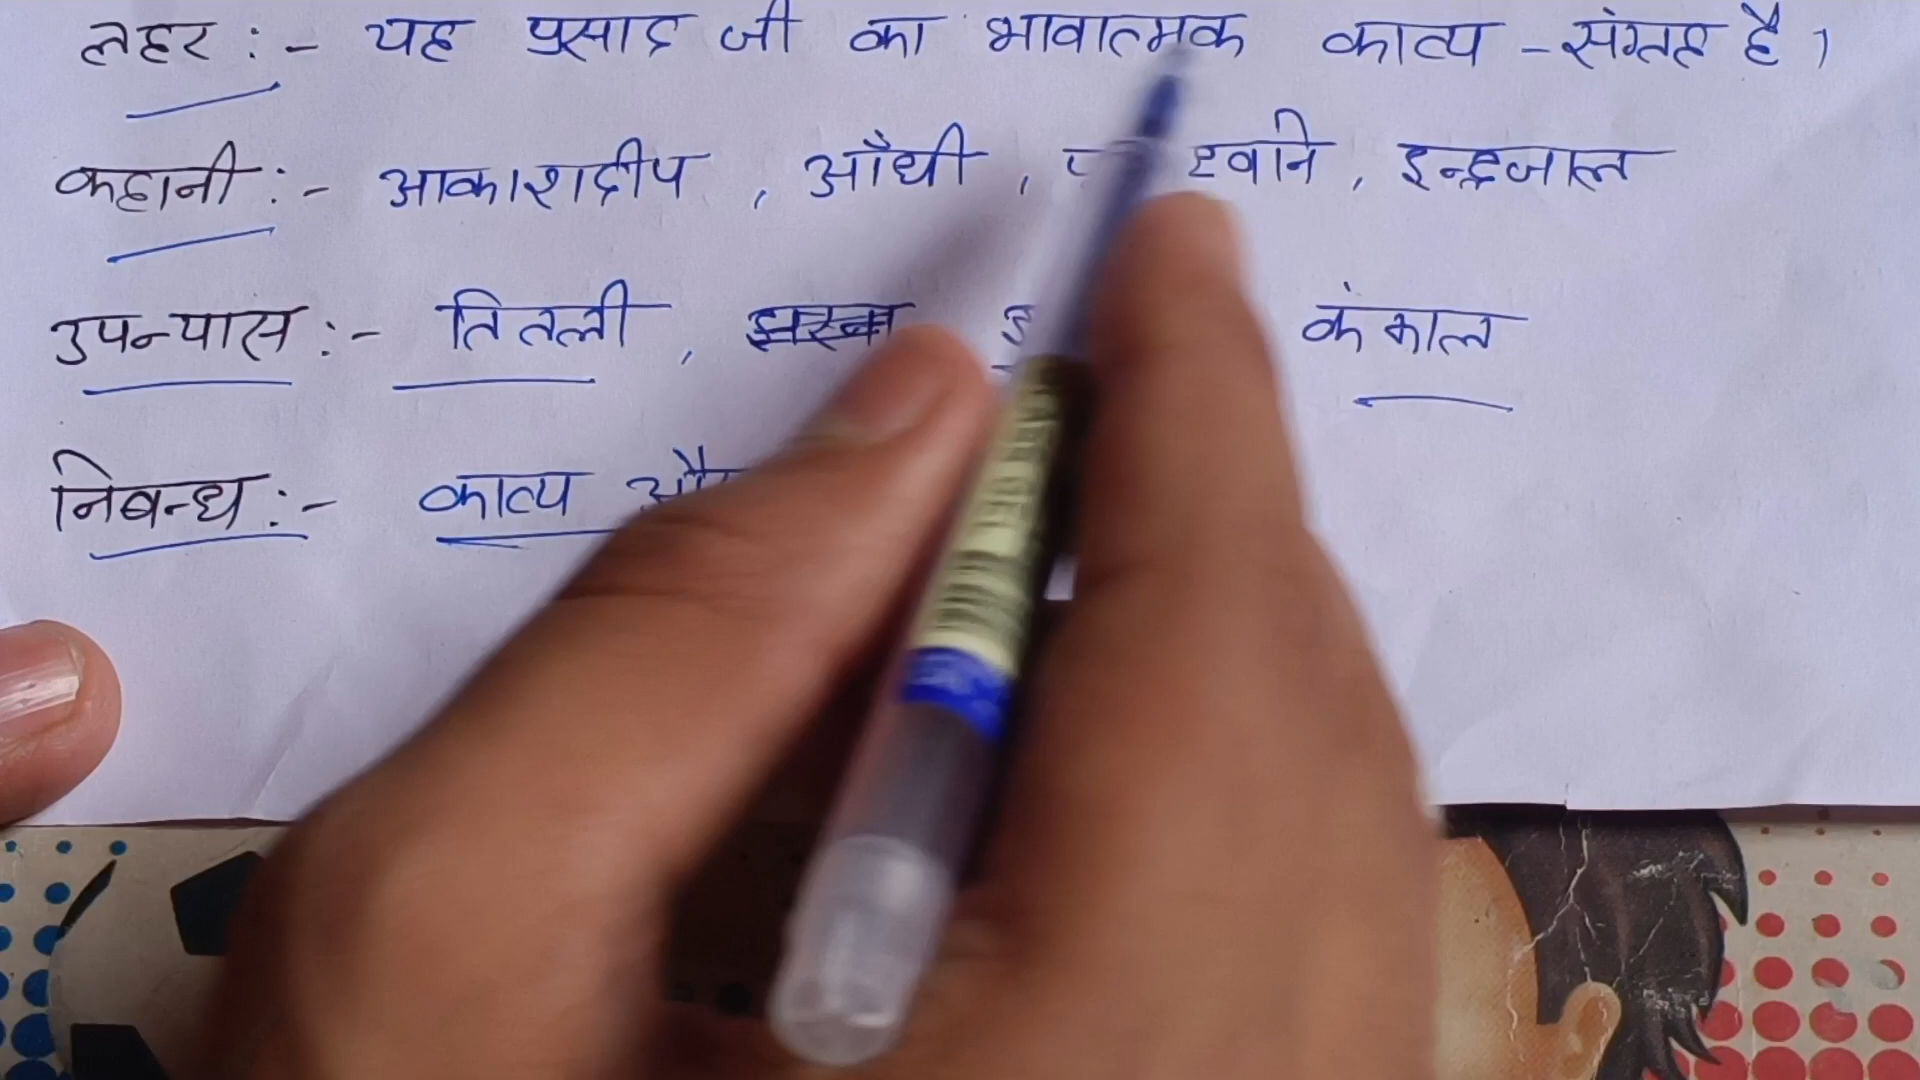 लहर :- यह प्रसाद जी का भावात्मक काव्य - संग्रह है।
कहानी :- आकाशदीप , आँधी , , इन्द्रजाल
उपन्यास :- तितली , कंकाल
निबन्ध :- काव्य